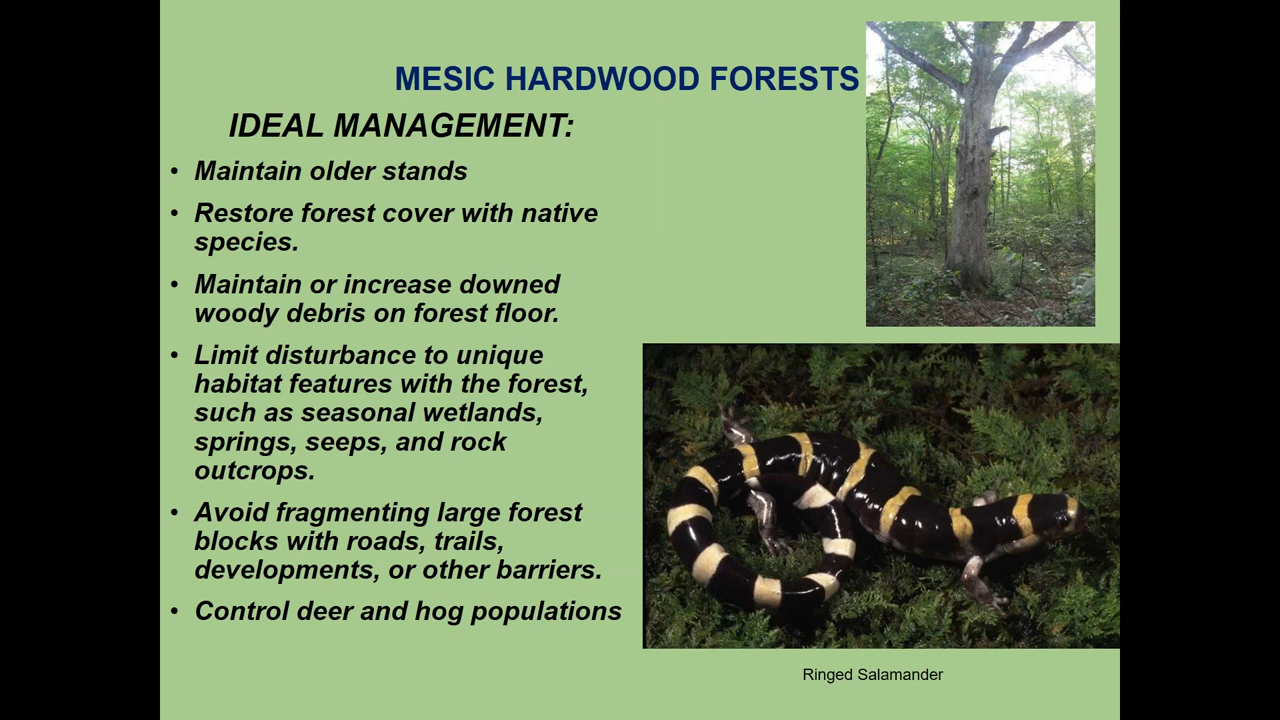 MESIC HARDWOOD FORESTS
IDEAL MANAGEMENT:
• Maintain older stands
• Restore forest cover with native
species.
• Maintain or increase downed
woody debris on forest floor.
• Limit disturbance to unique
habitat features with the forest,
such as seasonal wetlands,
springs, seeps, and rock
outcrops.
• Avoid fragmenting large forest
blocks with roads, trails,
developments, or other barriers.
• Control deer and hog populations
Ringed Salamander